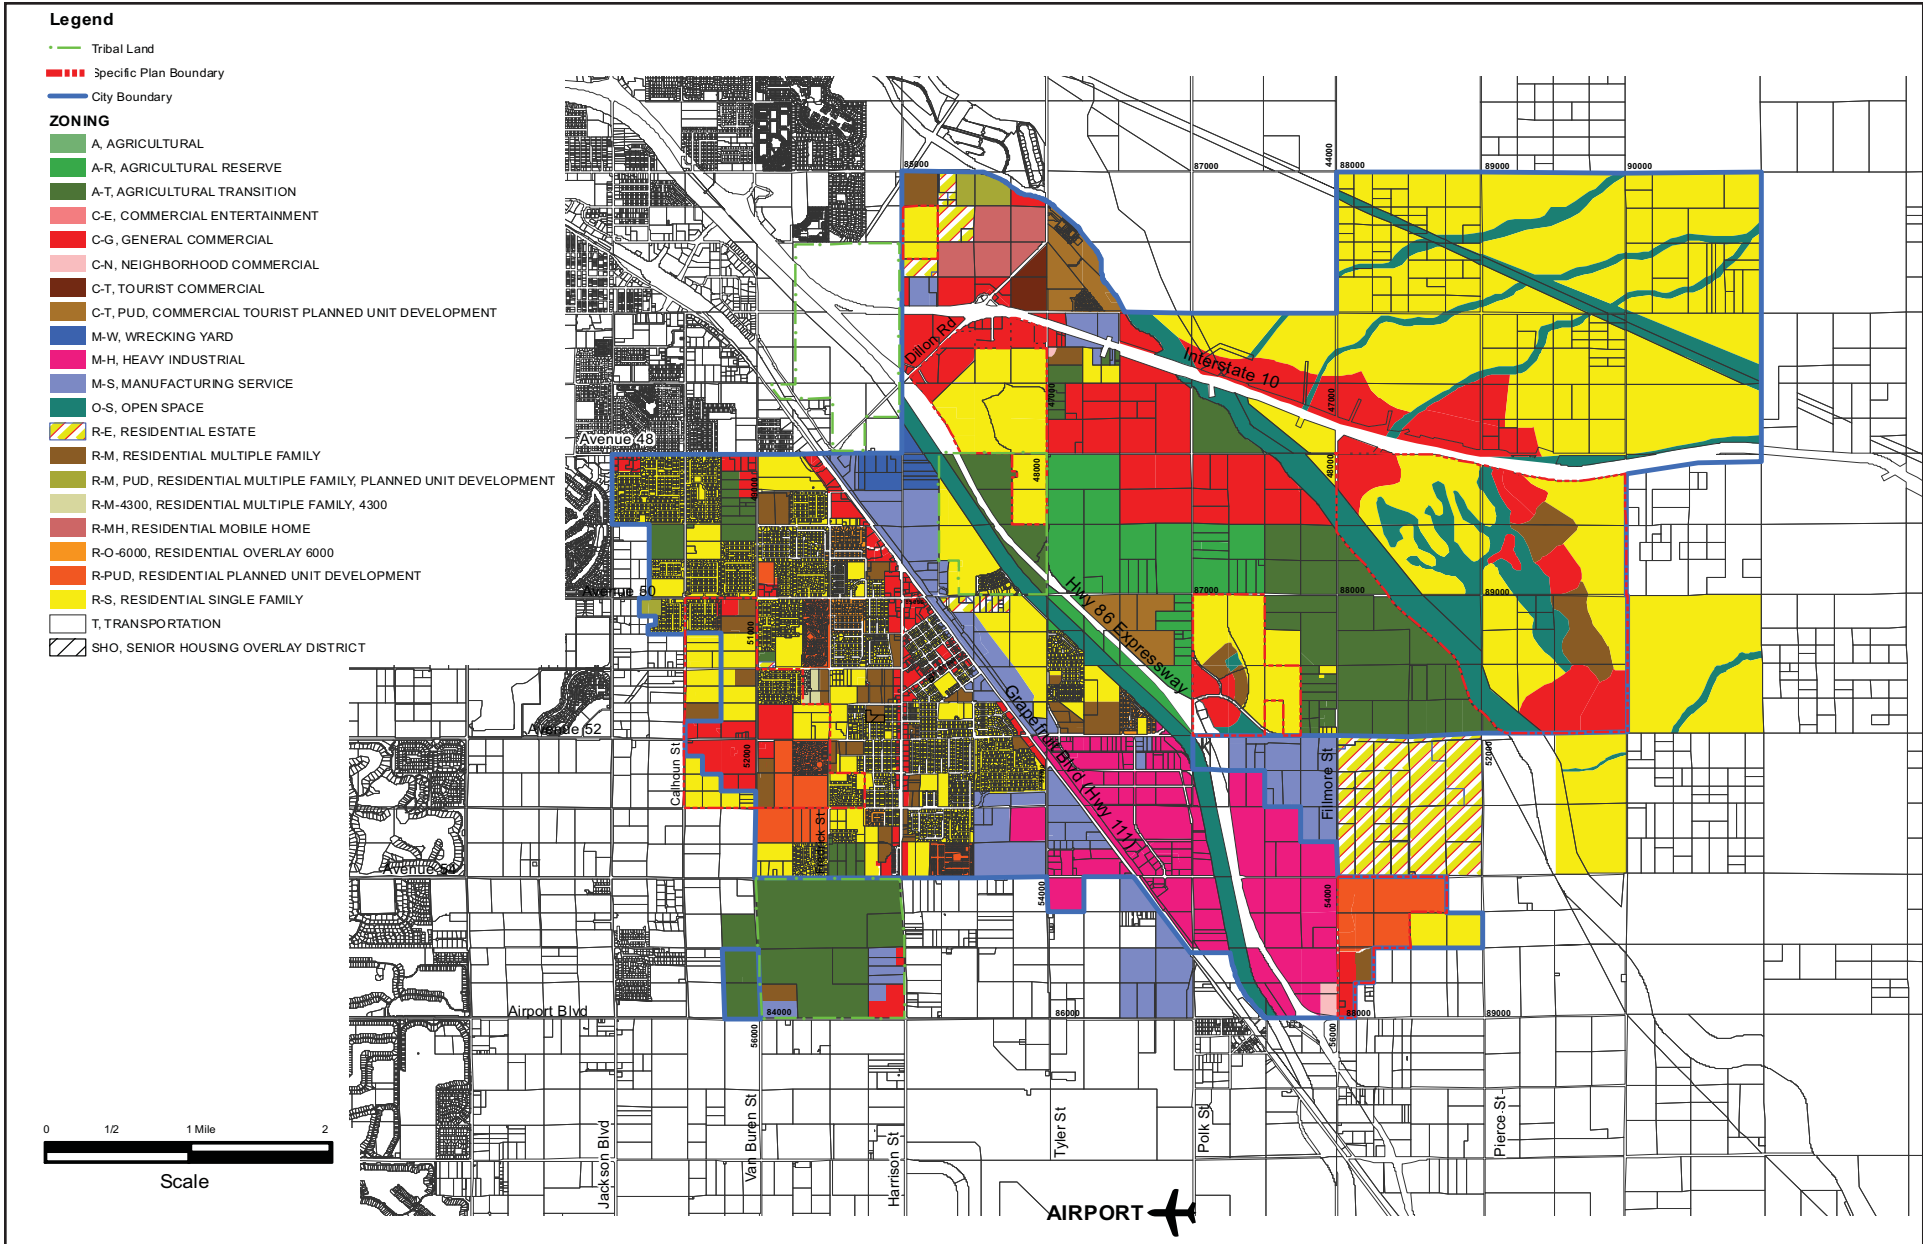 Legend
Tribal Land
Specific Plan Boundary
City Boundary
ZONING
A, AGRICULTURAL
A-R, AGRICULTURAL RESERVE
A-T, AGRICULTURAL TRANSITION
C-E, COMMERCIAL ENTERTAINMENT
C-G, GENERAL COMMERCIAL
C-N, NEIGHBORHOOD COMMERCIAL
C-T, TOURIST COMMERCIAL
C-T, PUD, COMMERCIAL TOURIST PLANNED UNIT DEVELOPMENT
M-W, WRECKING YARD
M-H, HEAVY INDUSTRIAL
M-S, MANUFACTURING SERVICE
O-S, OPEN SPACE
R-E, RESIDENTIAL ESTATE
R-M, RESIDENTIAL MULTIPLE FAMILY
R-M, PUD, RESIDENTIAL MULTIPLE FAMILY, PLANNED UNIT DEVELOPMENT
R-M-4300, RESIDENTIAL MULTIPLE FAMILY, 4300
R-MH, RESIDENTIAL MOBILE HOME
R-O-6000, RESIDENTIAL OVERLAY 6000
R-PUD, RESIDENTIAL PLANNED UNIT DEVELOPMENT
R-S, RESIDENTIAL SINGLE FAMILY
T, TRANSPORTATION
SHO, SENIOR HOUSING OVERLAY DISTRICT
85000
87000
44000
88000
89000
90000
Dillon Rd
Interstate 10
47000
47000
Avenue 48
49000
48000
48000
Avenue 50
87000
88000
89000
Hwy 86 Expressway
51000
Grapefruit Blvd (Hwy 111)
Avenue 52
Calhoun St
52000
Fillmore St
52000
Avenue 54
54000
54000
Airport Blvd
84000
86000
88000
89000
56000
56000
Jackson Blvd
Van Buren St
Harrison St
Tyler St
Polk St
Pierce St
0 1/2 1 Mile 2
Scale
AIRPORT